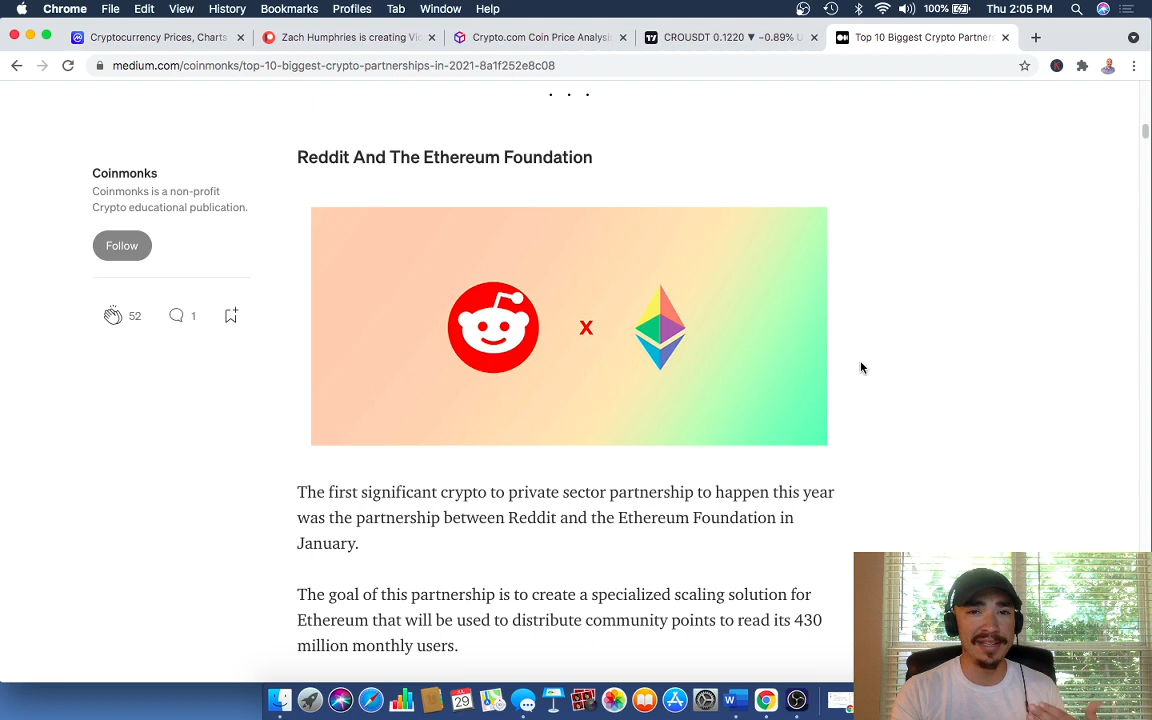 Chrome File Edit View History Bookmarks Profiles Tab Window Help 100% Thu 2:05 PM
Cryptocurrency Prices, Charts
Zach Humphries is creating Vid
Crypto.com Coin Price Analysi
CROUSDT 0.1220 ▼ −0.89% U
Top 10 Biggest Crypto Partner
medium.com/coinmonks/top-10-biggest-crypto-partnerships-in-2021-8a1f252e8c08
. . .
Reddit And The Ethereum Foundation
Coinmonks
Coinmonks is a non-profit
Crypto educational publication.
Follow
52 1
x
The first significant crypto to private sector partnership to happen this year
was the partnership between Reddit and the Ethereum Foundation in
January.
The goal of this partnership is to create a specialized scaling solution for
Ethereum that will be used to distribute community points to read its 430
million monthly users.
29